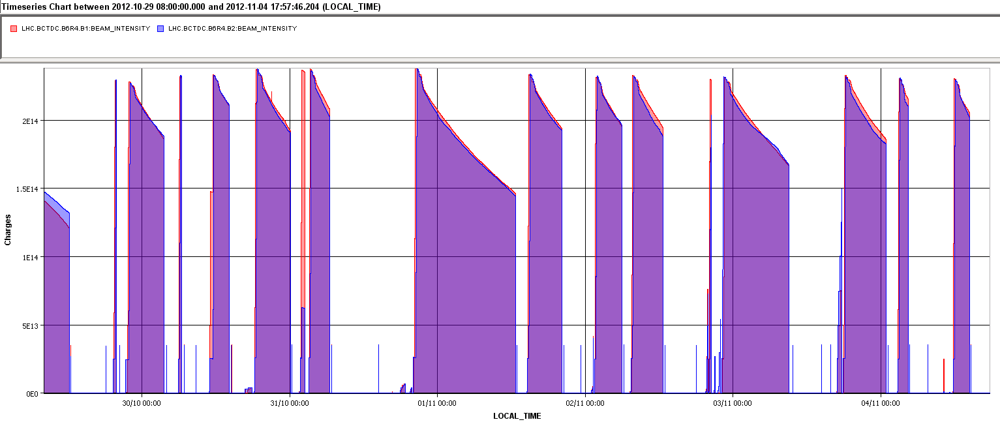 Timeseries Chart between 2012-10-29 08:00:00.000 and 2012-11-04 17:57:46.204 (LOCAL_TIME)
LHC.BCTDC.B6R4.B1:BEAM_INTENSITY LHC.BCTDC.B6R4.B2:BEAM_INTENSITY
2E14
1.5E14
1E14
5E13
0E0
Charges
30/10 00:00 31/10 00:00 01/11 00:00 02/11 00:00 03/11 00:00 04/11 00:00
LOCAL_TIME